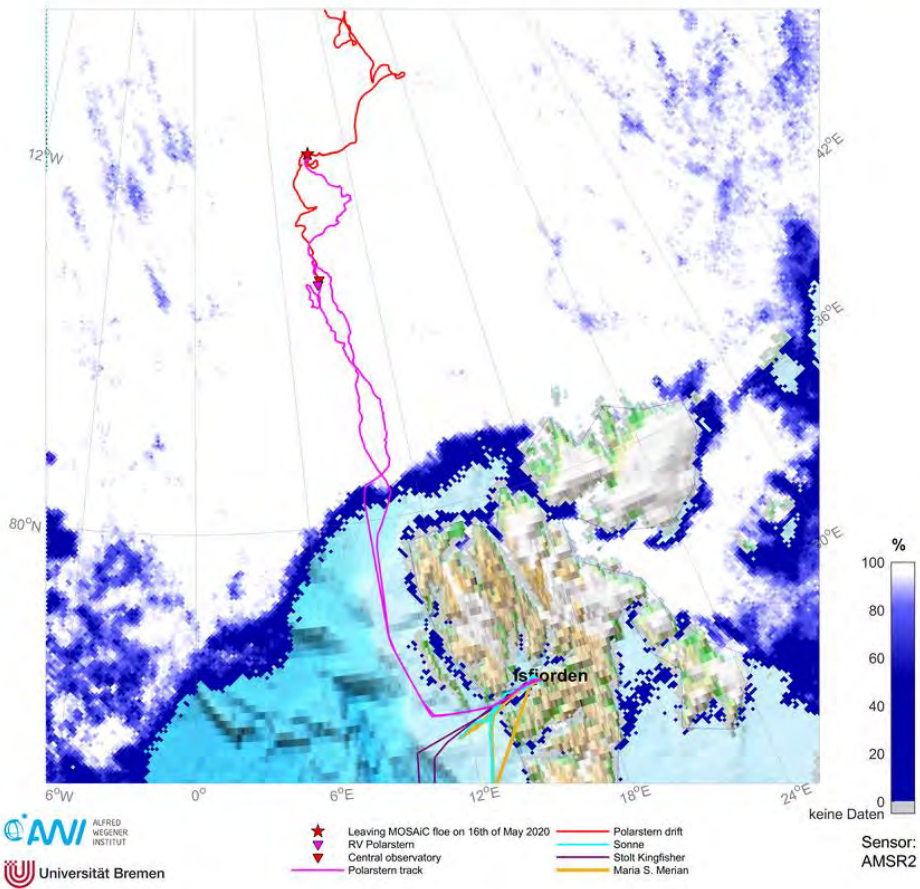 12°W
42°E
36°E
80°N
0°E
%
100
80
60
40
20
0
keine Daten
Isfjorden
6°W
0°
6°E
12°E
18°E
24°E
Sensor:
AMSR2
AWI
ALFRED
WEGENER
INSTITUT
Universität Bremen
Leaving MOSAiC floe on 16th of May 2020
RV Polarstern
Central observatory
Polarstern track
Polarstern drift
Sonne
Stolt Kingfisher
Maria S. Merian